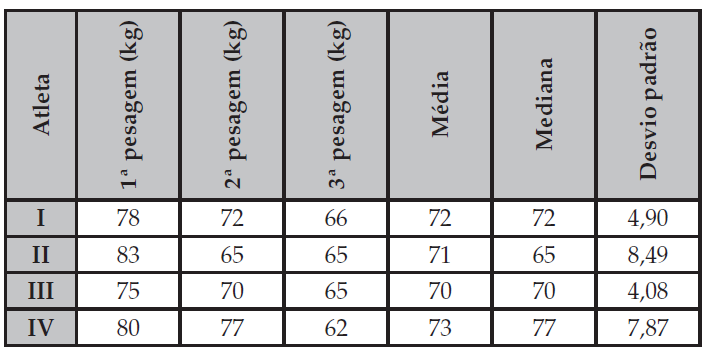 Atleta 1ª pesagem (kg) 2ª pesagem (kg) 3ª pesagem (kg) Média Mediana Desvio padrão
I 78 72 66 72 72 4,90
II 83 65 65 71 65 8,49
III 75 70 65 70 70 4,08
IV 80 77 62 73 77 7,87